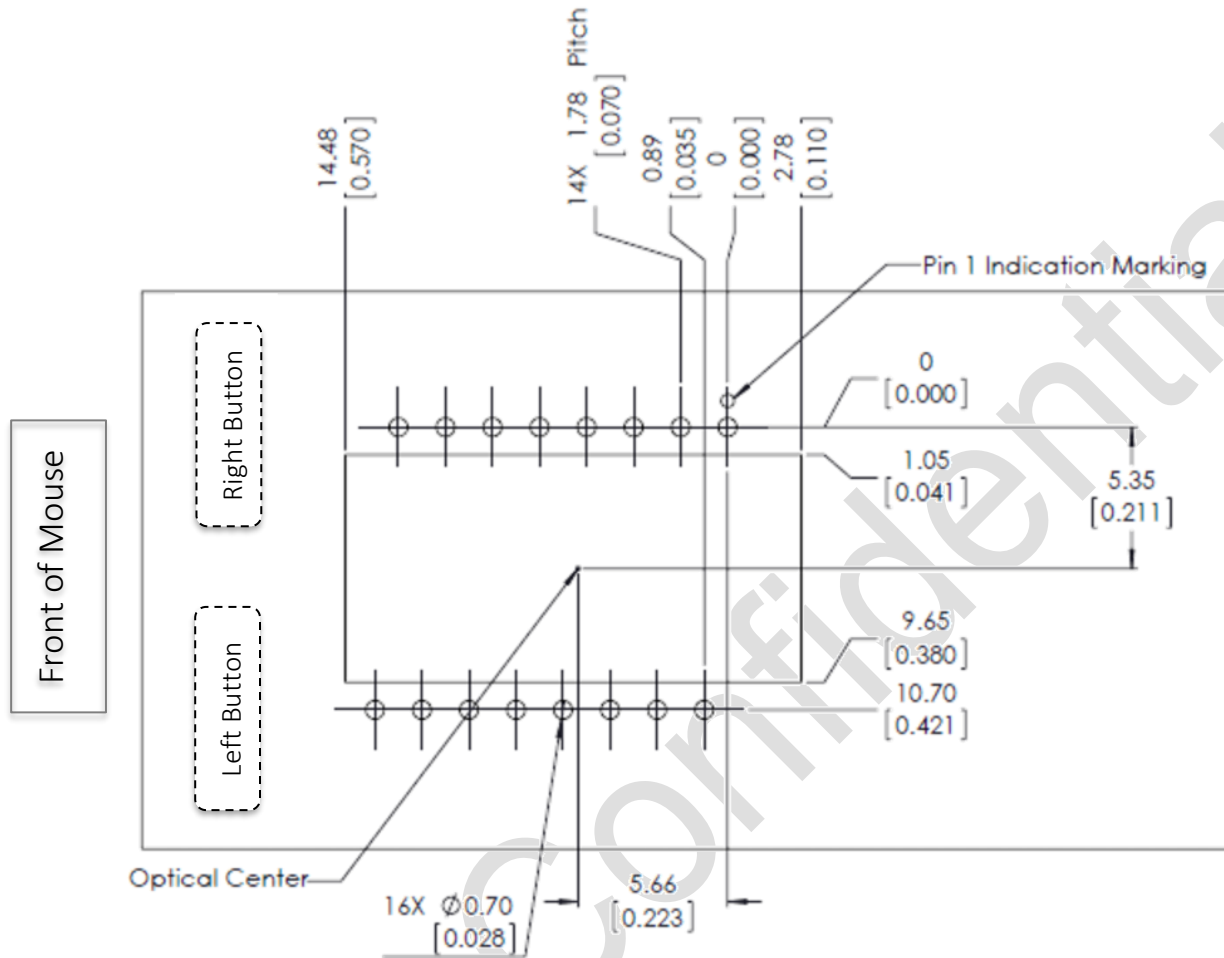 14.48
[0.570]
14X 1.78 Pitch
[0.070]
0.89
[0.035]
0
[0.000]
2.78
[0.110]
Pin 1 Indication Marking
0
[0.000]
1.05
[0.041]
5.35
[0.211]
9.65
[0.380]
10.70
[0.421]
Front of Mouse
Right Button
Left Button
Optical Center
16X Ø0.70
[0.028]
5.66
[0.223]
Confidential